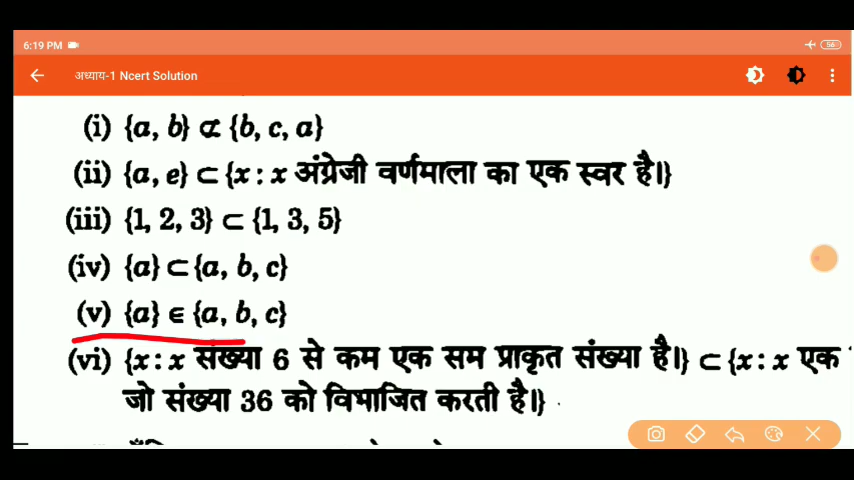 6:19 PM
56
अध्याय-1 Ncert Solution
(i) {a, b} ⊄ {b, c, a}
(ii) {a, e} ⊂ {x : x अंग्रेजी वर्णमाला का एक स्वर है।}
(iii) {1, 2, 3} ⊂ {1, 3, 5}
(iv) {a} ⊂ {a, b, c}
(v) {a} ∈ {a, b, c}
(vi) {x : x संख्या 6 से कम एक सम प्राकृत संख्या है।} ⊂ {x : x एक
जो संख्या 36 को विभाजित करती है।}